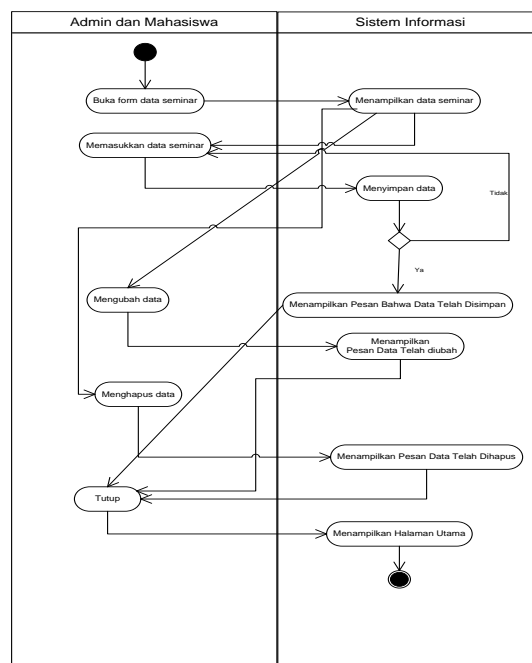 Admin dan Mahasiswa
Sistem Informasi
Buka form data seminar
Menampilkan data seminar
Memasukkan data seminar
Menyimpan data
Tidak
Ya
Mengubah data
Menampilkan Pesan Bahwa Data Telah Disimpan
Menampilkan
Pesan Data Telah diubah
Menghapus data
Menampilkan Pesan Data Telah Dihapus
Tutup
Menampilkan Halaman Utama